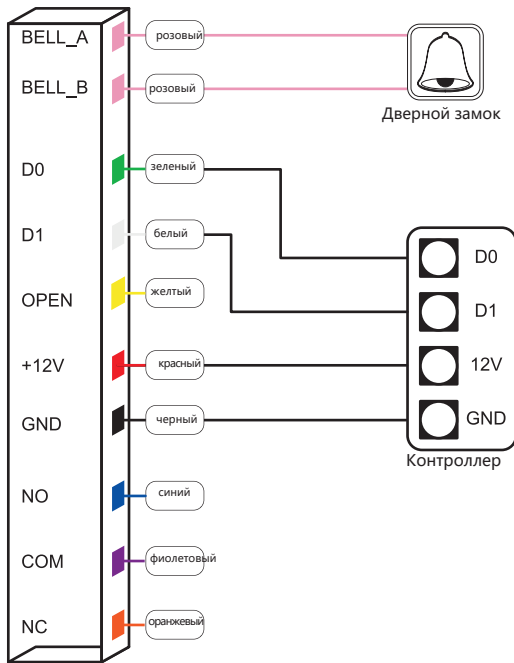 BELL_A розовый
BELL_B розовый
Дверной замок
D0 зеленый
D1 белый
OPEN желтый
+12V красный
GND черный
NO синий
COM фиолетовый
NC оранжевый
D0
D1
12V
GND
Контроллер